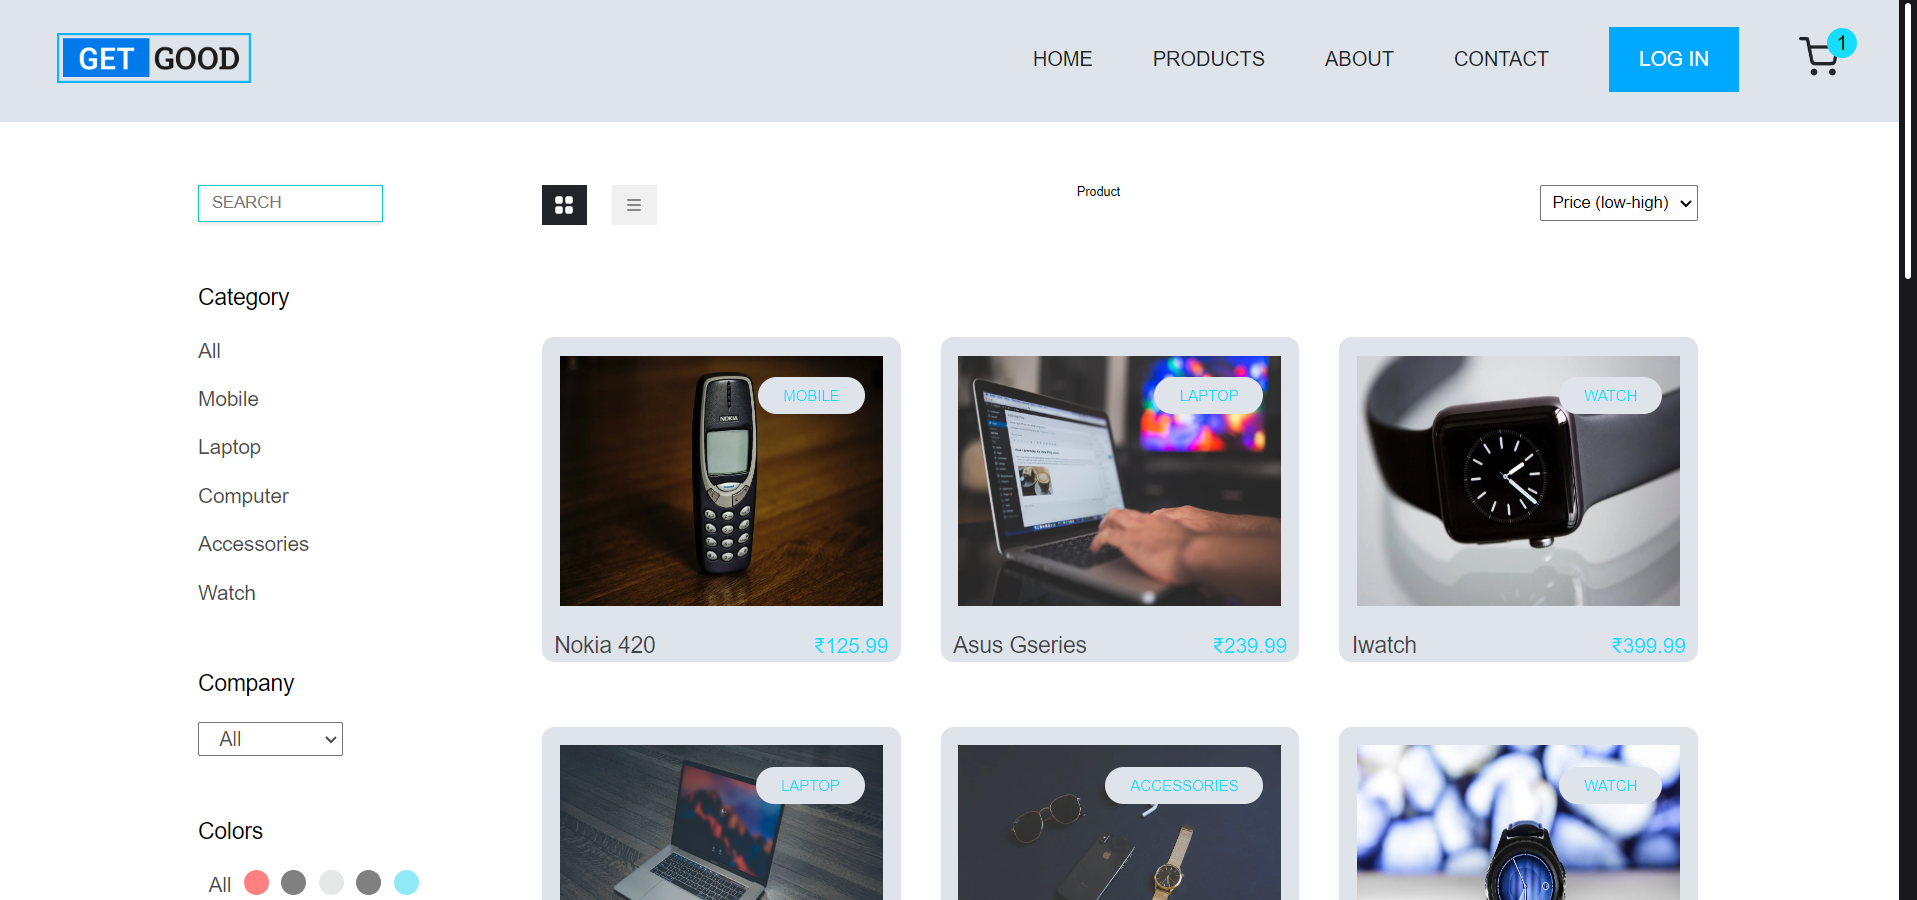 GET GOOD
HOME
PRODUCTS
ABOUT
CONTACT
LOG IN
1
SEARCH
Product
Price (low-high)
Category
All
Mobile
Laptop
Computer
Accessories
Watch
Company
All
Colors
All
MOBILE
NOKIA
Nokia 420
₹125.99
LAPTOP
Asus Gseries
₹239.99
WATCH
Iwatch
₹399.99
LAPTOP
ACCESSORIES
WATCH